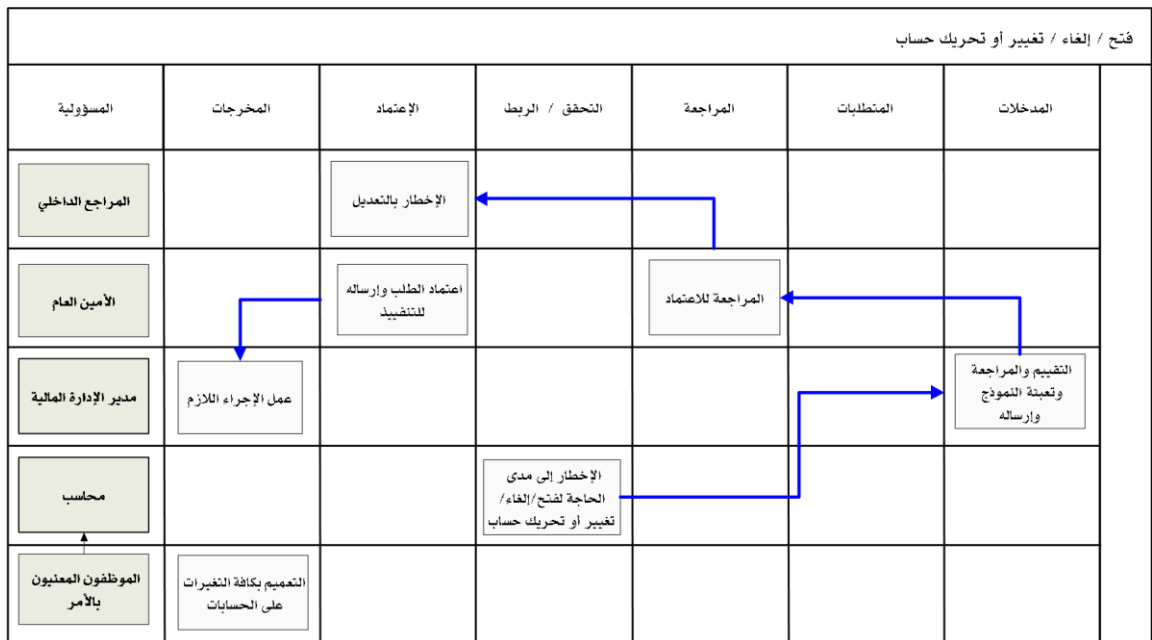 فتح / إلغاء / تغيير أو تحريك حساب
المدخلات
المتطلبات
المراجعة
التحقق / الربط
الإعتماد
المخرجات
المسؤولية
الإخطار بالتعديل
المراجع الداخلي
المراجعة للاعتماد
اعتماد الطلب وإرساله
للتنفييذ
الأمين العام
التقييم والمراجعة
وتعبئة النموذج
وإرساله
عمل الإجراء اللازم
مدير الإدارة المالية
الإخطار إلى مدى
الحاجة لفتح/إلغاء/
تغيير أو تحريك حساب
محاسب
التعميم بكافة التغيرات
على الحسابات
الموظفون المعنيون
بالأمر